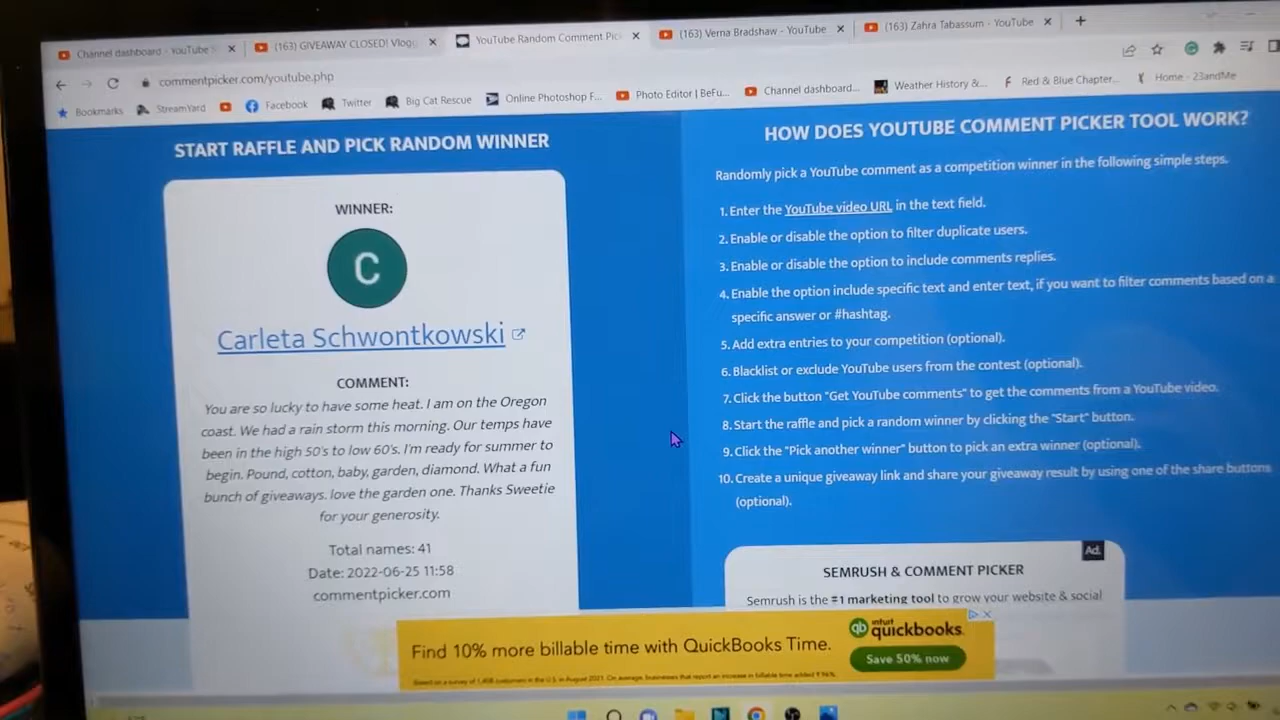 Channel dashboard - YouTube S
(163) GIVEAWAY CLOSED! Vlog
YouTube Random Comment Pic
(163) Verna Bradshaw - YouTube
(163) Zahra Tabassum - YouTube
commentpicker.com/youtube.php
Bookmarks
StreamYard
Facebook
Twitter
Big Cat Rescue
Online Photoshop F...
Photo Editor | BeFu...
Channel dashboard...
Weather History &...
Red & Blue Chapter...
Home - 23andMe
START RAFFLE AND PICK RANDOM WINNER
WINNER:
C
Carleta Schwontkowski
COMMENT:
You are so lucky to have some heat. I am on the Oregon
coast. We had a rain storm this morning. Our temps have
been in the high 50's to low 60's. I'm ready for summer to
begin. Pound, cotton, baby, garden, diamond. What a fun
bunch of giveaways. love the garden one. Thanks Sweetie
for your generosity.
Total names: 41
Date: 2022-06-25 11:58
commentpicker.com
HOW DOES YOUTUBE COMMENT PICKER TOOL WORK?
Randomly pick a YouTube comment as a competition winner in the following simple steps.
1. Enter the YouTube video URL in the text field.
2. Enable or disable the option to filter duplicate users.
3. Enable or disable the option to include comments replies.
4. Enable the option include specific text and enter text, if you want to filter comments based on a
specific answer or #hashtag.
5. Add extra entries to your competition (optional).
6. Blacklist or exclude YouTube users from the contest (optional).
7. Click the button "Get YouTube comments" to get the comments from a YouTube video.
8. Start the raffle and pick a random winner by clicking the "Start" button.
9. Click the "Pick another winner" button to pick an extra winner (optional).
10. Create a unique giveaway link and share your giveaway result by using one of the share buttons
(optional).
Ad.
SEMRUSH & COMMENT PICKER
Semrush is the #1 marketing tool to grow your website & social
Find 10% more billable time with QuickBooks Time.
qb intuit
quickbooks.
Save 50% now